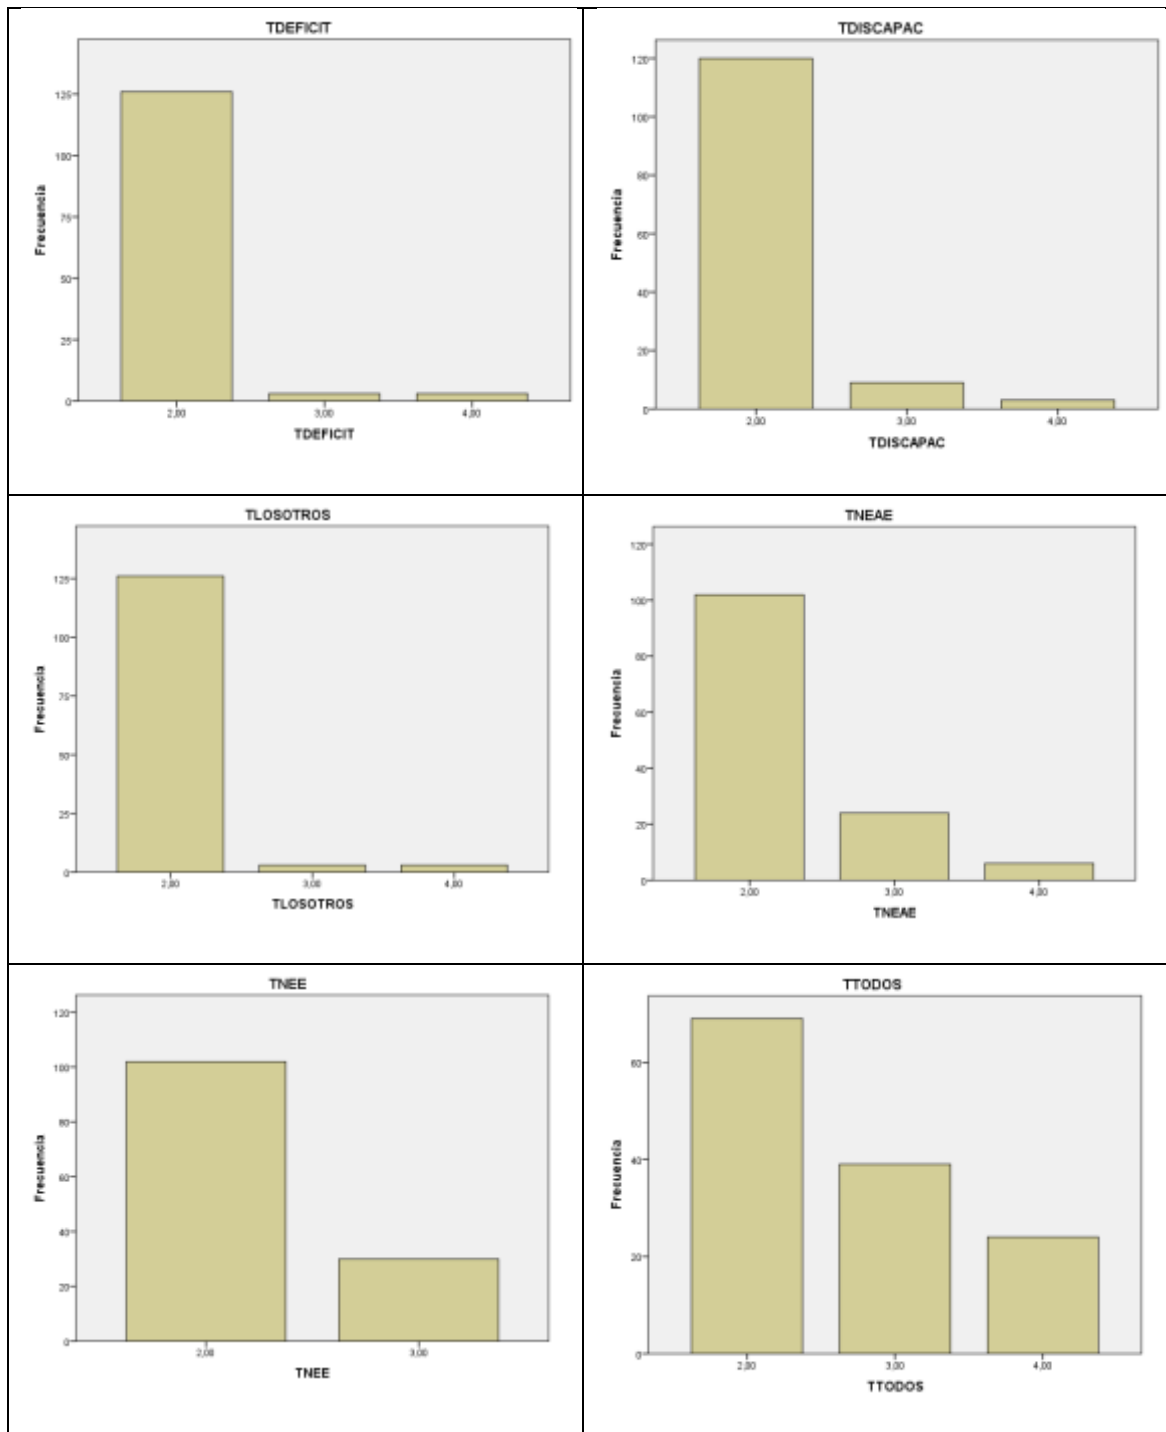 TDEFICIT
125
100
75
50
25
0
Frecuencia
2,00 3,00 4,00
TDEFICIT
TDISCAPAC
120
100
80
60
40
20
0
Frecuencia
2,00 3,00 4,00
TDISCAPAC
TLOSOTROS
125
100
75
50
25
0
Frecuencia
2,00 3,00 4,00
TLOSOTROS
TNEAE
120
100
80
60
40
20
0
Frecuencia
2,00 3,00 4,00
TNEAE
TNEE
120
100
80
60
40
20
0
Frecuencia
2,00 3,00
TNEE
TTODOS
60
40
20
0
Frecuencia
2,00 3,00 4,00
TTODOS